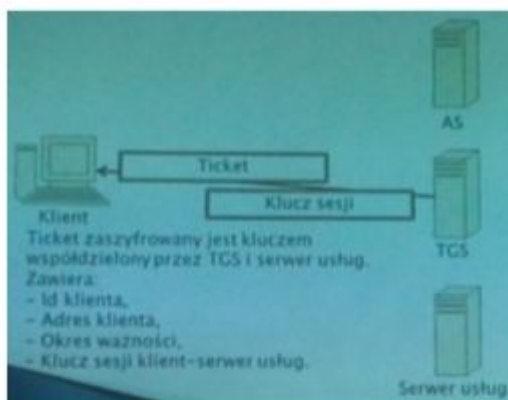 AS
Ticket
Klucz sesji
Klient
TGS
Ticket zaszyfrowany jest kluczem
współdzielony przez TGS i serwer usług.
Zawiera:
- Id klienta,
- Adres klienta,
- Okres ważności,
- Klucz sesji klient-serwer usług.
Serwer usług